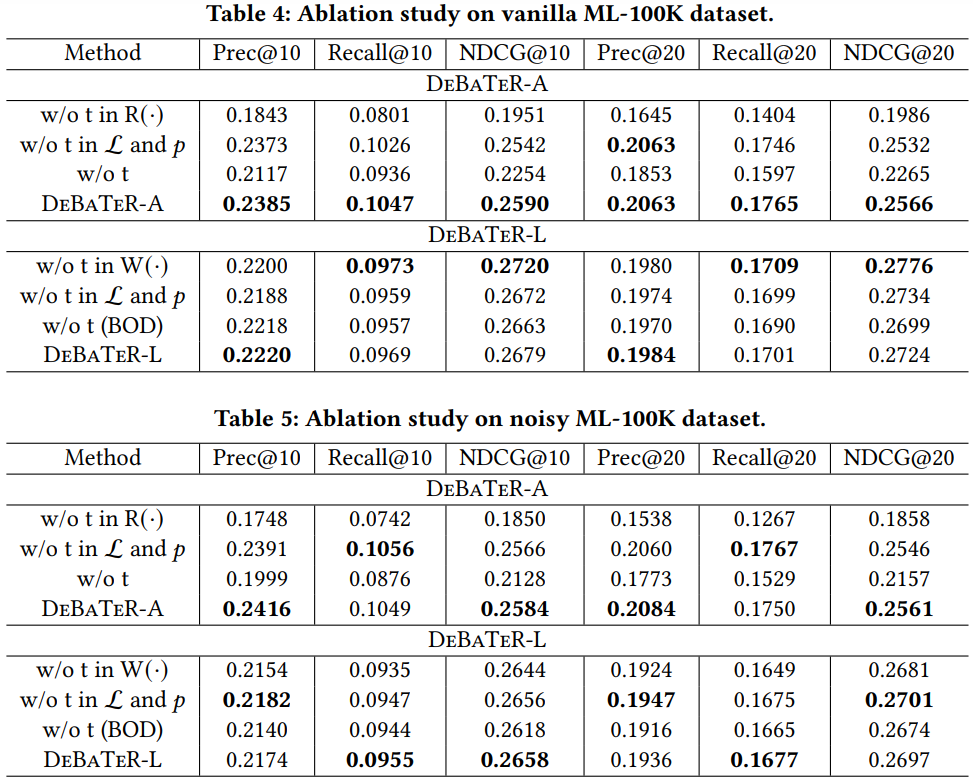 Table 4: Ablation study on vanilla ML-100K dataset.
Method Prec@10 Recall@10 NDCG@10 Prec@20 Recall@20 NDCG@20
DeBaTeR-A
w/o t in R(·) 0.1843 0.0801 0.1951 0.1645 0.1404 0.1986
w/o t in ℒ and p 0.2373 0.1026 0.2542 0.2063 0.1746 0.2532
w/o t 0.2117 0.0936 0.2254 0.1853 0.1597 0.2265
DeBaTeR-A 0.2385 0.1047 0.2590 0.2063 0.1765 0.2566
DeBaTeR-L
w/o t in W(·) 0.2200 0.0973 0.2720 0.1980 0.1709 0.2776
w/o t in ℒ and p 0.2188 0.0959 0.2672 0.1974 0.1699 0.2734
w/o t (BOD) 0.2218 0.0957 0.2663 0.1970 0.1690 0.2699
DeBaTeR-L 0.2220 0.0969 0.2679 0.1984 0.1701 0.2724
Table 5: Ablation study on noisy ML-100K dataset.
Method Prec@10 Recall@10 NDCG@10 Prec@20 Recall@20 NDCG@20
DeBaTeR-A
w/o t in R(·) 0.1748 0.0742 0.1850 0.1538 0.1267 0.1858
w/o t in ℒ and p 0.2391 0.1056 0.2566 0.2060 0.1767 0.2546
w/o t 0.1999 0.0876 0.2128 0.1773 0.1529 0.2157
DeBaTeR-A 0.2416 0.1049 0.2584 0.2084 0.1750 0.2561
DeBaTeR-L
w/o t in W(·) 0.2154 0.0935 0.2644 0.1924 0.1649 0.2681
w/o t in ℒ and p 0.2182 0.0947 0.2656 0.1947 0.1675 0.2701
w/o t (BOD) 0.2140 0.0944 0.2618 0.1916 0.1665 0.2674
DeBaTeR-L 0.2174 0.0955 0.2658 0.1936 0.1677 0.2697